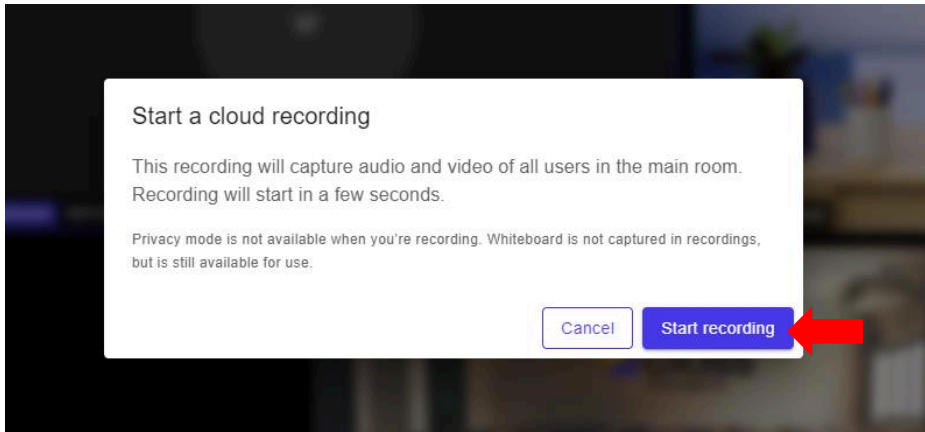 Start a cloud recording
This recording will capture audio and video of all users in the main room.
Recording will start in a few seconds.
Privacy mode is not available when you're recording. Whiteboard is not captured in recordings,
but is still available for use.
Cancel
Start recording